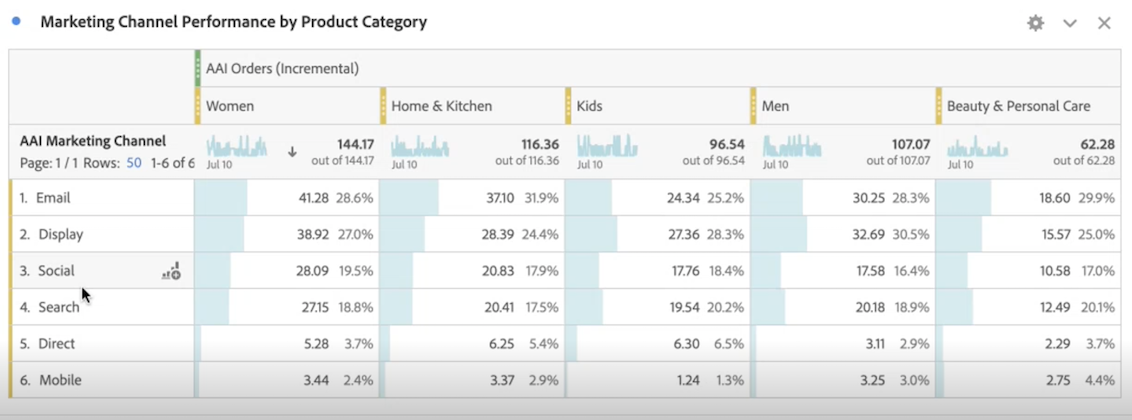 Marketing Channel Performance by Product Category
AAI Orders (Incremental)
Women Home & Kitchen Kids Men Beauty & Personal Care
AAI Marketing Channel 144.17 116.36 96.54 107.07 62.28
Page: 1 / 1 Rows: 50 1-6 of 6 Jul 10 out of 144.17 Jul 10 out of 116.36 Jul 10 out of 96.54 Jul 10 out of 107.07 Jul 10 out of 62.28
1. Email 41.28 28.6% 37.10 31.9% 24.34 25.2% 30.25 28.3% 18.60 29.9%
2. Display 38.92 27.0% 28.39 24.4% 27.36 28.3% 32.69 30.5% 15.57 25.0%
3. Social 28.09 19.5% 20.83 17.9% 17.76 18.4% 17.58 16.4% 10.58 17.0%
4. Search 27.15 18.8% 20.41 17.5% 19.54 20.2% 20.18 18.9% 12.49 20.1%
5. Direct 5.28 3.7% 6.25 5.4% 6.30 6.5% 3.11 2.9% 2.29 3.7%
6. Mobile 3.44 2.4% 3.37 2.9% 1.24 1.3% 3.25 3.0% 2.75 4.4%